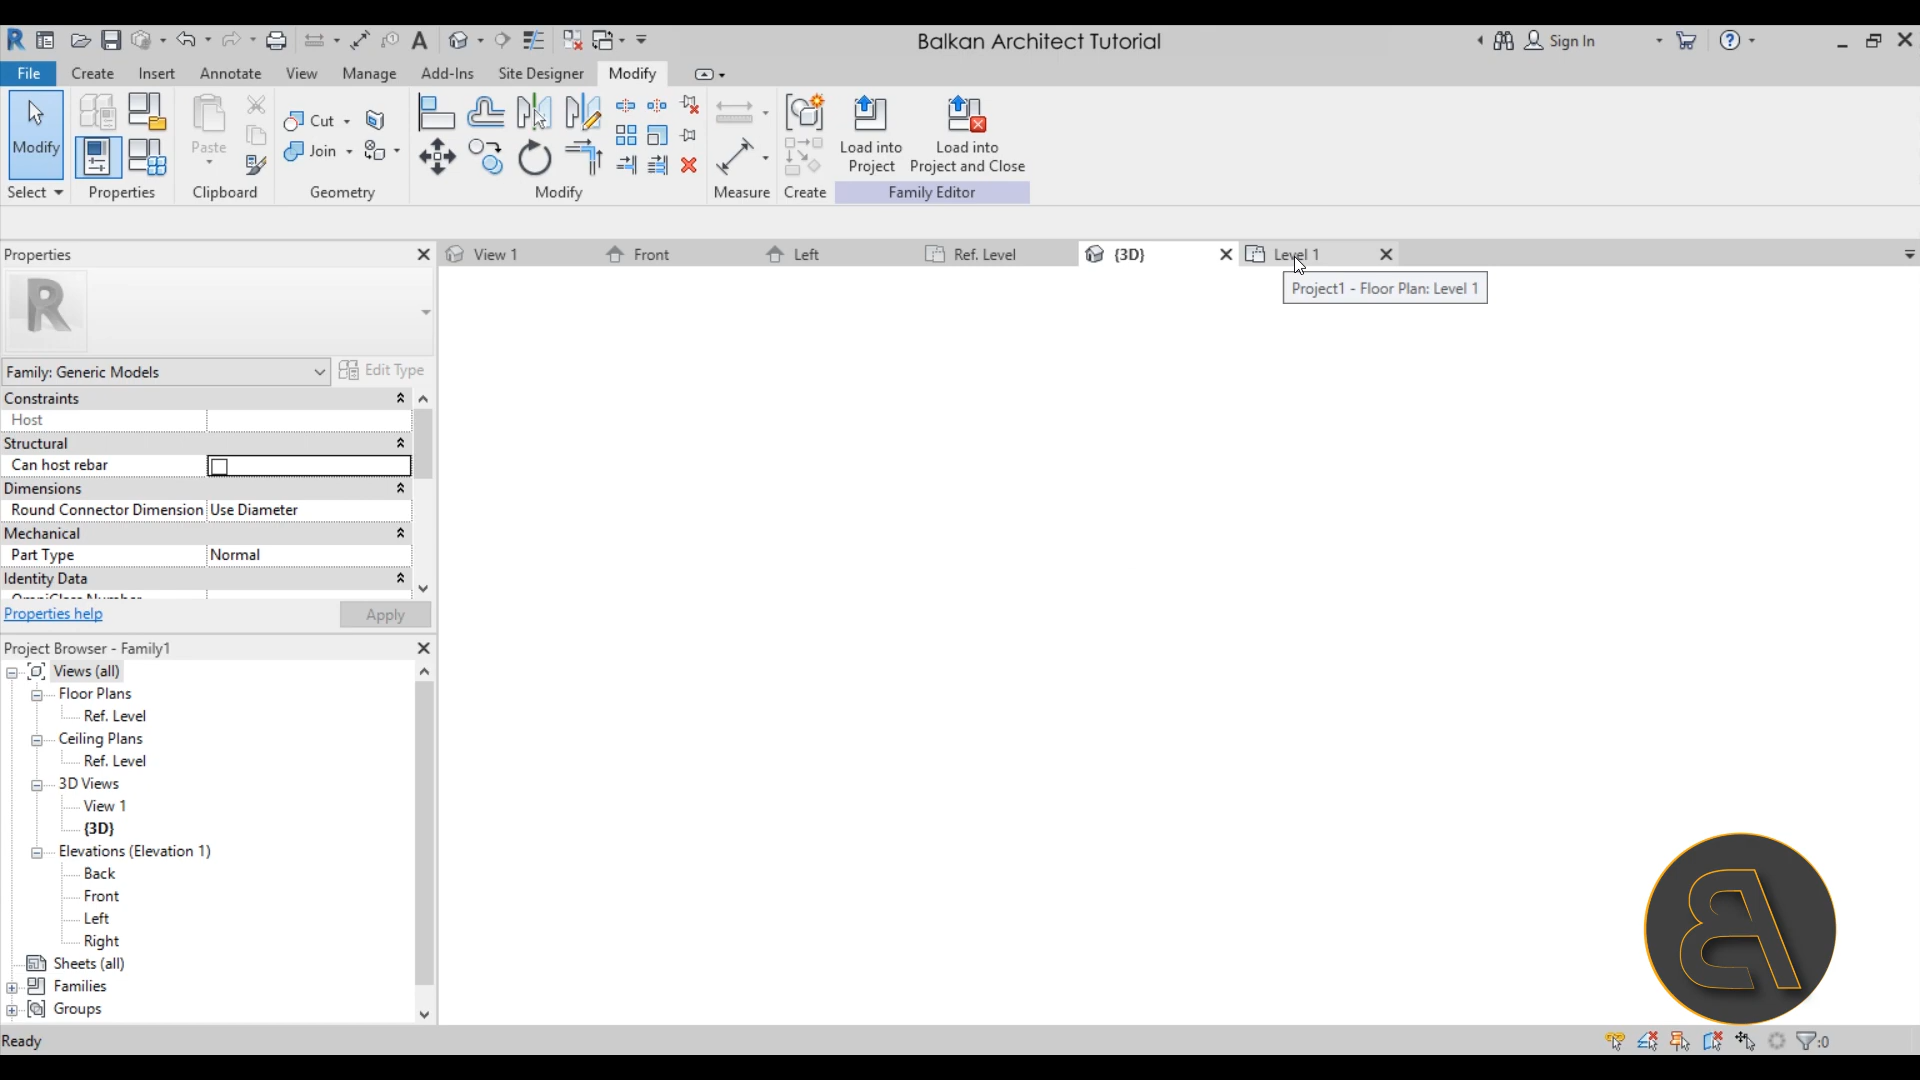 Balkan Architect Tutorial
Sign In
File Create Insert Annotate View Manage Add-Ins Site Designer Modify
Modify Paste Cut Join Load into Project Load into Project and Close
Select Properties Clipboard Geometry Modify Measure Create Family Editor
Properties
View 1 Front Left Ref. Level {3D} Level 1
Project1 - Floor Plan: Level 1
Family: Generic Models Edit Type
Constraints
Host
Structural
Can host rebar
Dimensions
Round Connector Dimension Use Diameter
Mechanical
Part Type Normal
Identity Data
OmniClass Number
Properties help Apply
Project Browser - Family1
Views (all)
Floor Plans
Ref. Level
Ceiling Plans
Ref. Level
3D Views
View 1
{3D}
Elevations (Elevation 1)
Back
Front
Left
Right
Sheets (all)
Families
Groups
Ready
:0